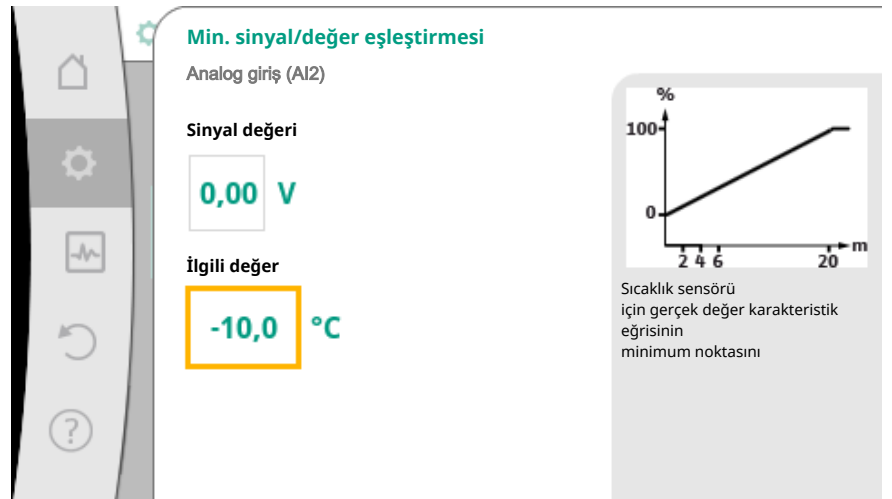 Min. sinyal/değer eşleştirmesi
Analog giriş (AI2)
Sinyal değeri
0,00 V
İlgili değer
-10,0 °C
%
100
0
2 4 6 20 m
Sıcaklık sensörü
için gerçek değer karakteristik
eğrisinin
minimum noktasını
?